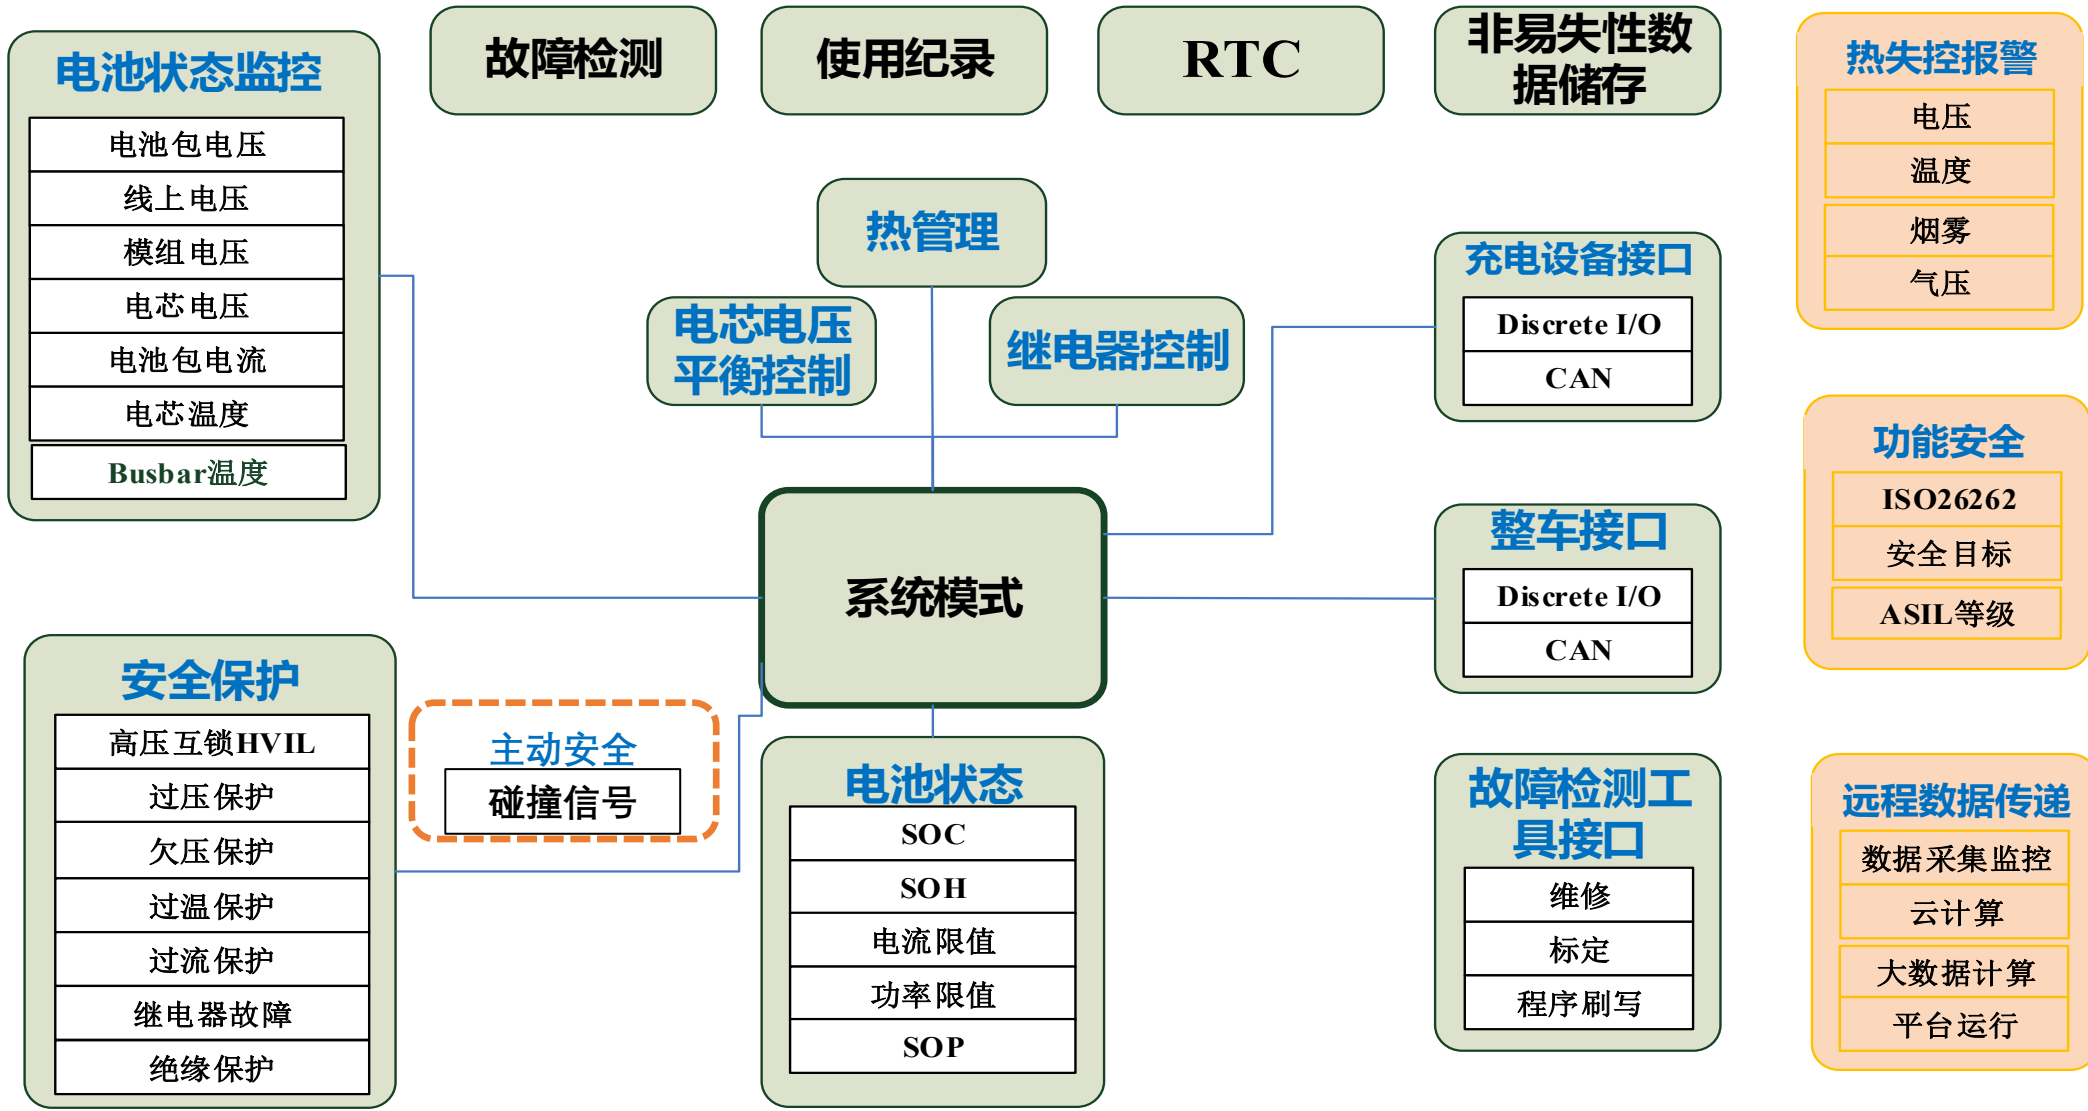 电池状态监控
电池包电压
线上电压
模组电压
电芯电压
电池包电流
电芯温度
Busbar温度
故障检测
使用纪录
RTC
非易失性数
据储存
热失控报警
电压
温度
烟雾
气压
热管理
电芯电压
平衡控制
继电器控制
充电设备接口
Discrete I/O
CAN
功能安全
ISO26262
安全目标
ASIL等级
系统模式
整车接口
Discrete I/O
CAN
安全保护
高压互锁HVIL
过压保护
欠压保护
过温保护
过流保护
继电器故障
绝缘保护
主动安全
碰撞信号
电池状态
SOC
SOH
电流限值
功率限值
SOP
故障检测工
具接口
维修
标定
程序刷写
远程数据传递
数据采集监控
云计算
大数据计算
平台运行